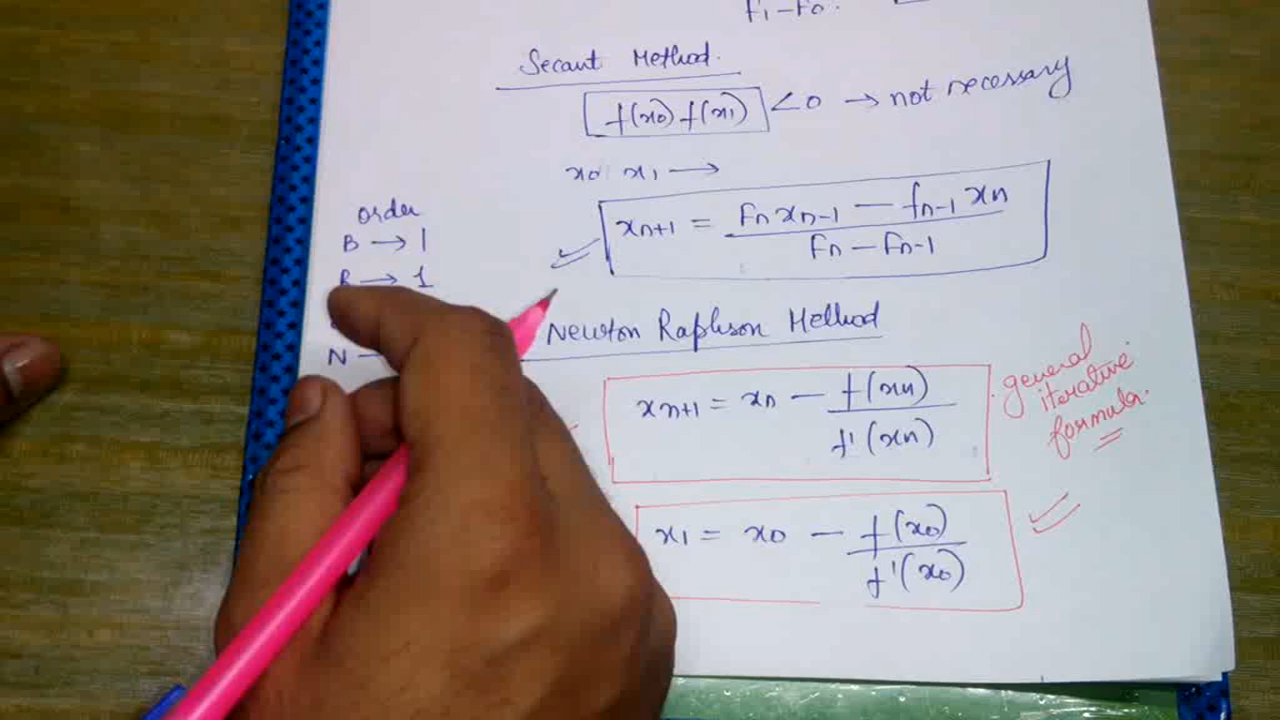 F1-F0.
Secant Method.
f(x0) f(x1) <0 → not necessary
x0 x1 →
xn+1 = Fn xn-1 - fn-1 xn
Fn - Fn-1
order
B → 1
R → 1
N -
Newton Raphson Method
xn+1 = xn - f(xn)
f'(xn)
general
iterative
formula.
x1 = x0 - f(x0)
f'(x0)